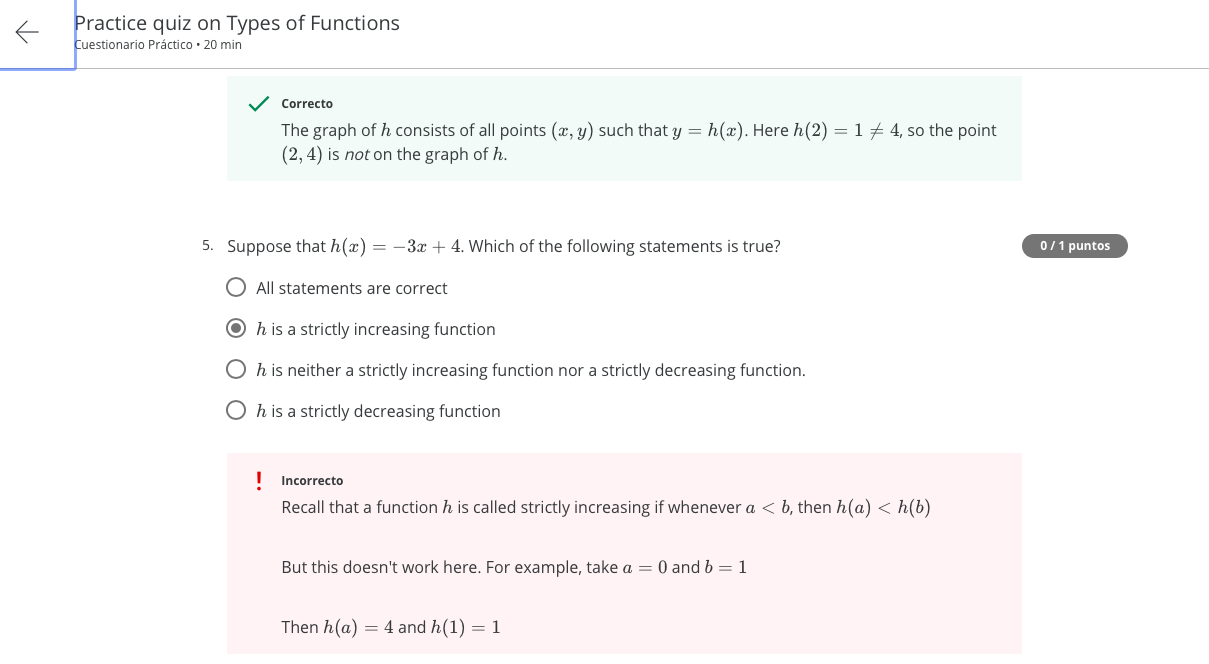 Practice quiz on Types of Functions
Cuestionario Práctico • 20 min
Correcto
The graph of h consists of all points (x, y) such that y = h(x). Here h(2) = 1 ≠ 4, so the point
(2, 4) is not on the graph of h.
5. Suppose that h(x) = −3x + 4. Which of the following statements is true?
0 / 1 puntos
All statements are correct
h is a strictly increasing function
h is neither a strictly increasing function nor a strictly decreasing function.
h is a strictly decreasing function
Incorrecto
Recall that a function h is called strictly increasing if whenever a < b, then h(a) < h(b)
But this doesn't work here. For example, take a = 0 and b = 1
Then h(a) = 4 and h(1) = 1